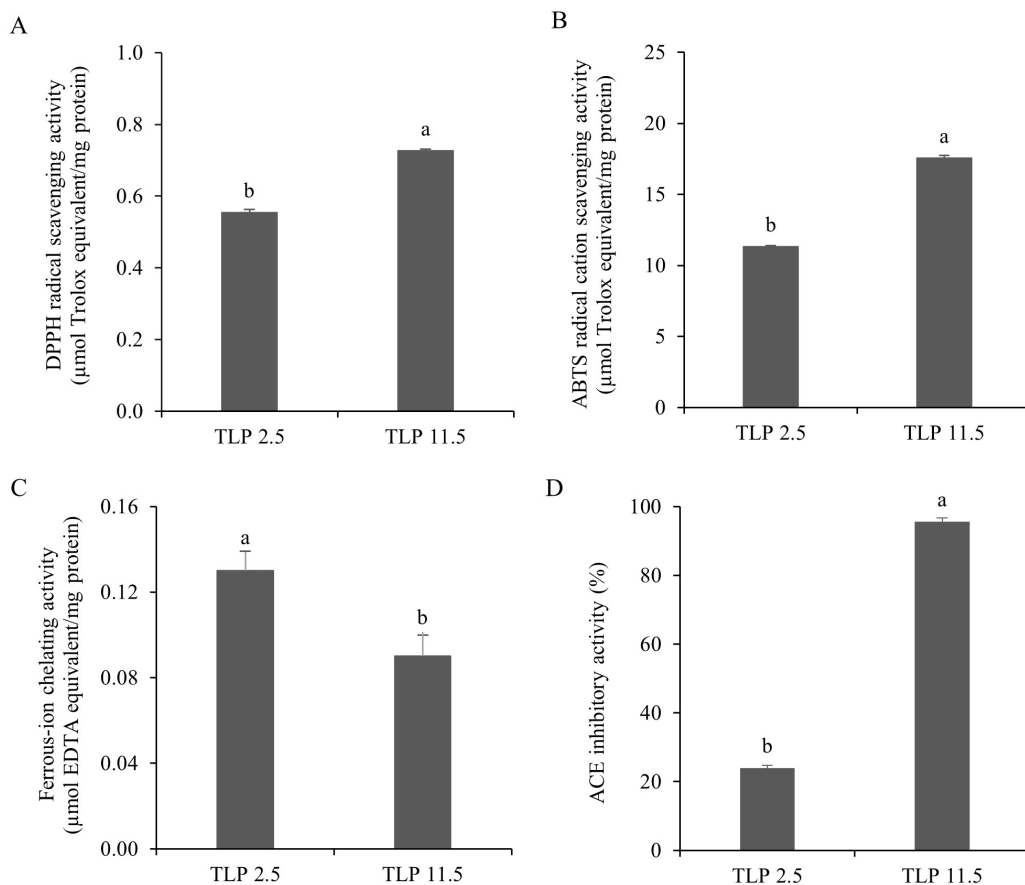 A
DPPH radical scavenging activity
(µmol Trolox equivalent/mg protein)
1.0
0.8
0.6
0.4
0.2
0.0
b
a
TLP 2.5
TLP 11.5
B
ABTS radical cation scavenging activity
(µmol Trolox equivalent/mg protein)
25
20
15
10
5
0
b
a
TLP 2.5
TLP 11.5
C
Ferrous-ion chelating activity
(µmol EDTA equivalent/mg protein)
0.16
0.12
0.08
0.04
0.00
a
b
TLP 2.5
TLP 11.5
D
ACE inhibitory activity (%)
100
80
60
40
20
0
b
a
TLP 2.5
TLP 11.5